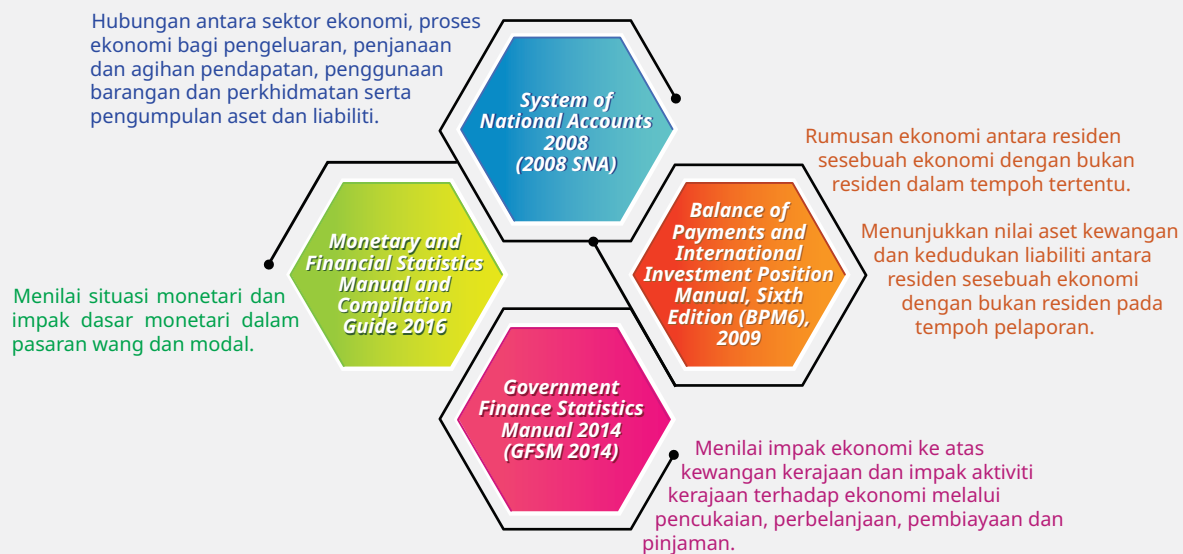 Hubungan antara sektor ekonomi, proses
ekonomi bagi pengeluaran, penjanaan
dan agihan pendapatan, penggunaan
barangan dan perkhidmatan serta
pengumpulan aset dan liabiliti.
System of
National Accounts
2008
(2008 SNA)
Rumusan ekonomi antara residen
sesebuah ekonomi dengan bukan
residen dalam tempoh tertentu.
Menunjukkan nilai aset kewangan
dan kedudukan liabiliti antara
residen sesebuah ekonomi
dengan bukan residen pada
tempoh pelaporan.
Balance of
Payments and
International
Investment Position
Manual, Sixth
Edition (BPM6),
2009
Monetary and
Financial Statistics
Manual and
Compilation
Guide 2016
Menilai situasi monetari dan
impak dasar monetari dalam
pasaran wang dan modal.
Government
Finance Statistics
Manual 2014
(GFSM 2014)
Menilai impak ekonomi ke atas
kewangan kerajaan dan impak aktiviti
kerajaan terhadap ekonomi melalui
pencukaian, perbelanjaan, pembiayaan dan
pinjaman.